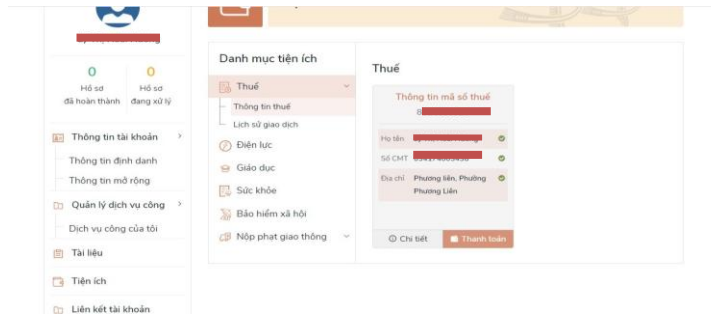 0
0
Hồ sơ
đã hoàn thành
Hồ sơ
đang xử lý
Thông tin tài khoản
Thông tin định danh
Thông tin mở rộng
Quản lý dịch vụ công
Dịch vụ công của tôi
Tài liệu
Tiện ích
Liên kết tài khoản
Danh mục tiện ích
Thuế
Thông tin thuế
Lịch sử giao dịch
Điện lực
Giáo dục
Sức khỏe
Bảo hiểm xã hội
Nộp phạt giao thông
Thuế
Thông tin mã số thuế
8
Họ tên
Số CMT
Địa chỉ Phương liên, Phường
Phương Liên
Chi tiết
Thanh toán